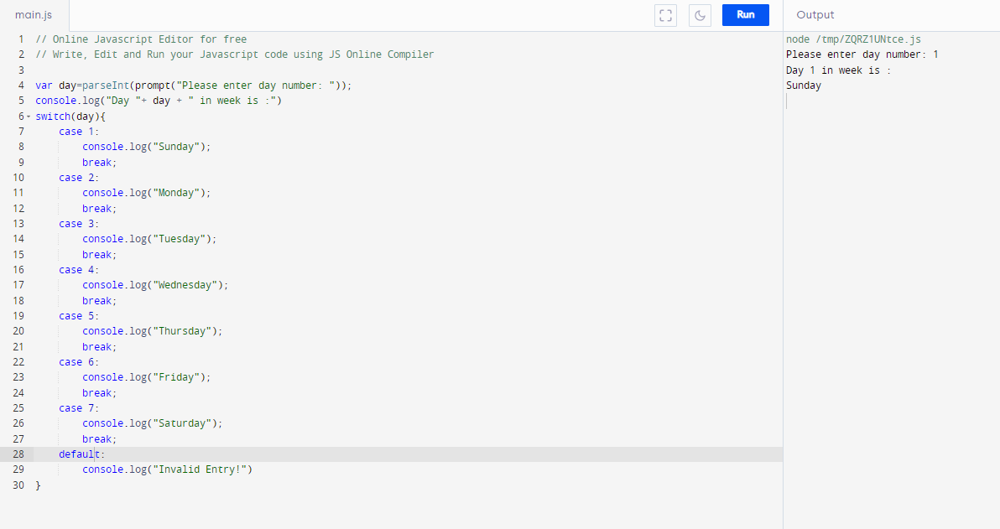 main.js
Run
Output
1 // Online Javascript Editor for free
2 // Write, Edit and Run your Javascript code using JS Online Compiler
3
4 var day=parseInt(prompt("Please enter day number: "));
5 console.log("Day "+ day + " in week is :")
6 switch(day){
7     case 1:
8         console.log("Sunday");
9         break;
10     case 2:
11         console.log("Monday");
12         break;
13     case 3:
14         console.log("Tuesday");
15         break;
16     case 4:
17         console.log("Wednesday");
18         break;
19     case 5:
20         console.log("Thursday");
21         break;
22     case 6:
23         console.log("Friday");
24         break;
25     case 7:
26         console.log("Saturday");
27         break;
28     default:
29         console.log("Invalid Entry!")
30 }
node /tmp/ZQRZ1UNtce.js
Please enter day number: 1
Day 1 in week is :
Sunday